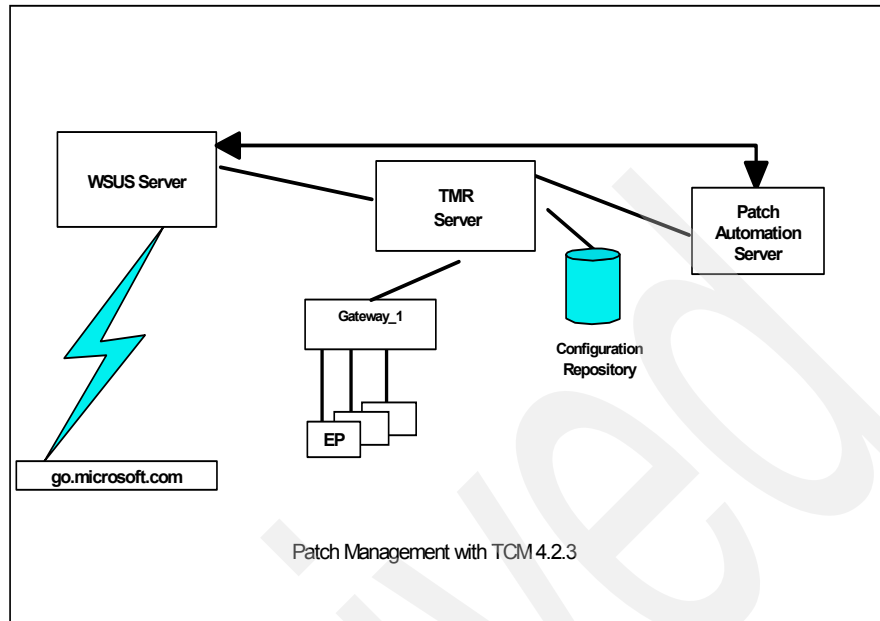 WSUS Server
TMR
Server
Patch
Automation
Server
Gateway_1
Configuration
Repository
EP
go.microsoft.com
Patch Management with TCM 4.2.3